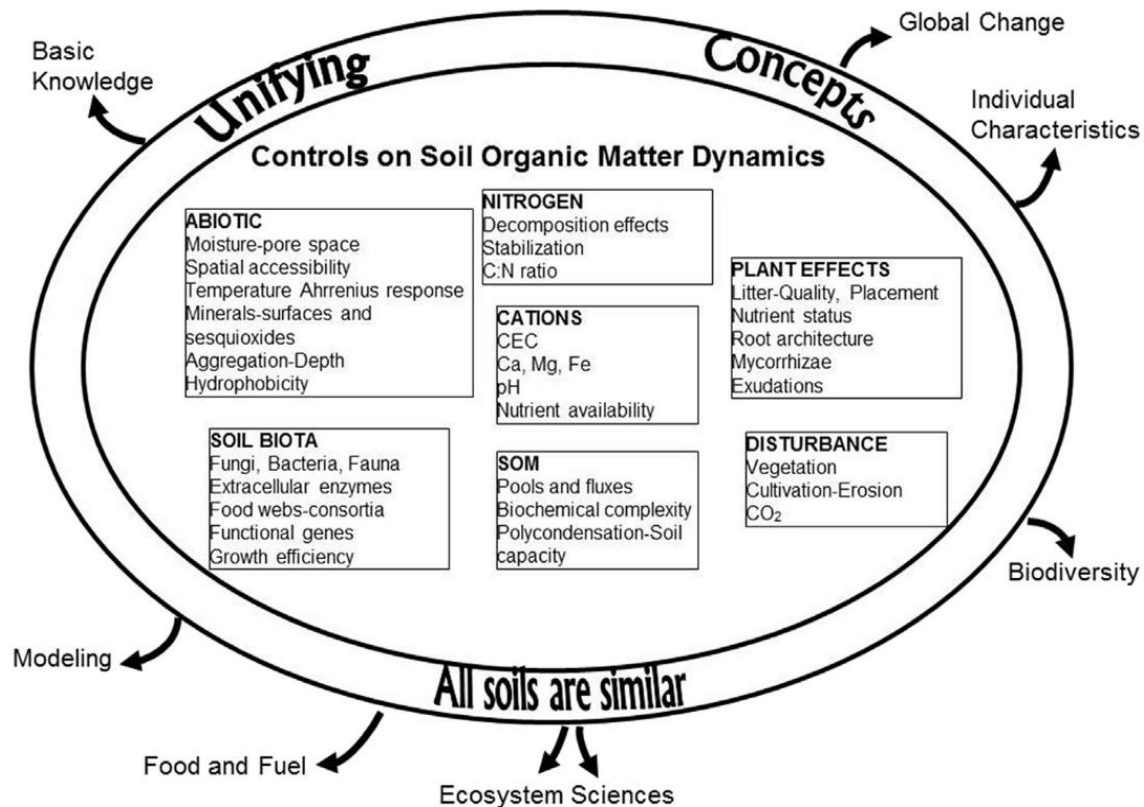 Unifying
Concepts
Basic
Knowledge
Global Change
Individual
Characteristics
Controls on Soil Organic Matter Dynamics
ABIOTIC
Moisture-pore space
Spatial accessibility
Temperature Ahrrenius response
Minerals-surfaces and
sesquioxides
Aggregation-Depth
Hydrophobicity
NITROGEN
Decomposition effects
Stabilization
C:N ratio
PLANT EFFECTS
Litter-Quality, Placement
Nutrient status
Root architecture
Mycorrhizae
Exudations
CATIONS
CEC
Ca, Mg, Fe
pH
Nutrient availability
SOIL BIOTA
Fungi, Bacteria, Fauna
Extracellular enzymes
Food webs-consortia
Functional genes
Growth efficiency
SOM
Pools and fluxes
Biochemical complexity
Polycondensation-Soil
capacity
DISTURBANCE
Vegetation
Cultivation-Erosion
CO₂
Biodiversity
Modeling
All soils are similar
Food and Fuel
Ecosystem Sciences